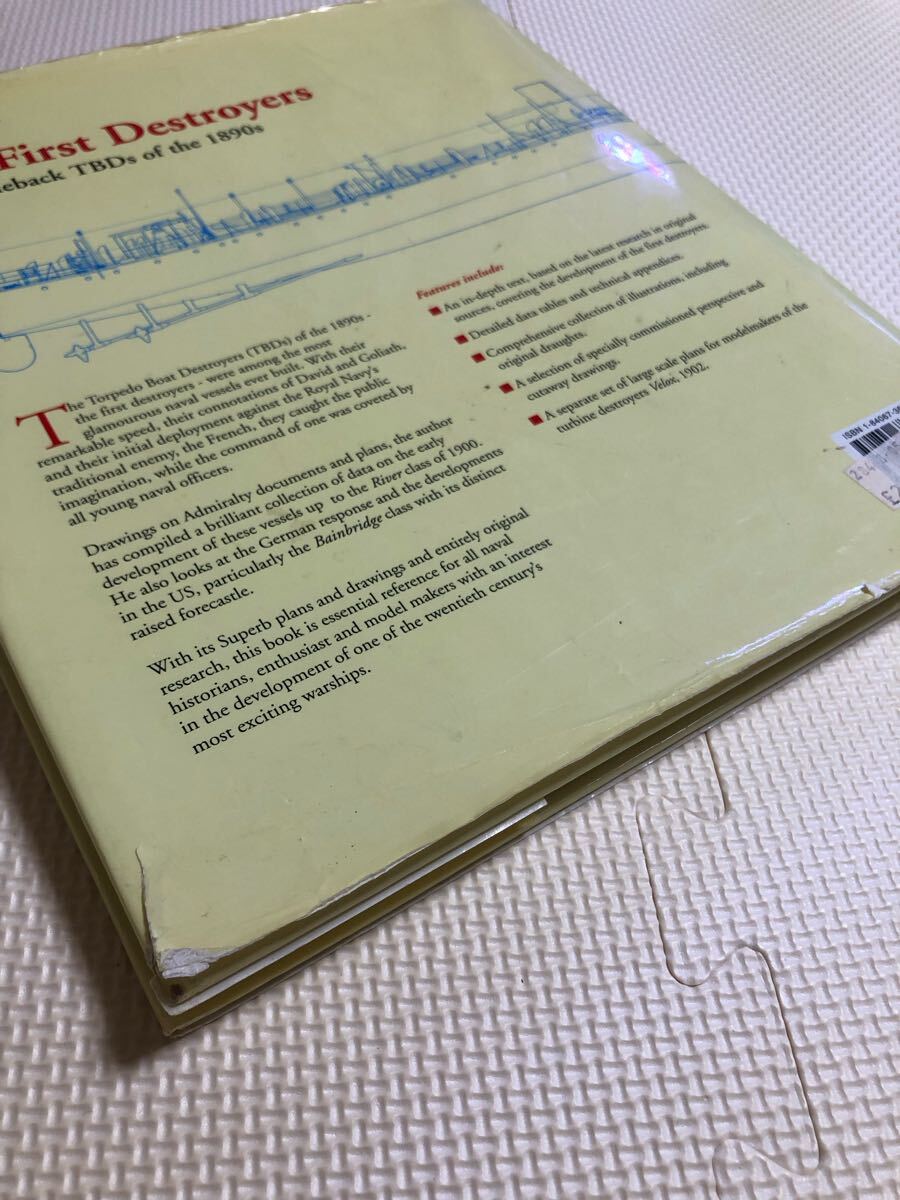 First Destroyers
eback TBDs of the 1890s
The Torpedo Boat Destroyers (TBDs) of the 1890s -
the first destroyers - were among the most
glamourous naval vessels ever built. With their
remarkable speed, their connotations of David and Goliath,
and their initial deployment against the Royal Navy's
traditional enemy, the French, they caught the public
imagination, while the command of one was coveted by
all young naval officers.
Drawings on Admiralty documents and plans, the author
has compiled a brilliant collection of data on the early
development of these vessels up to the River class of 1900.
He also looks at the German response and the developments
in the US, particularly the Bainbridge class with its distinct
raised forecastle.
With its Superb plans and drawings and entirely original
research, this book is essential reference for all naval
historians, enthusiast and model makers with an interest
in the development of one of the twentieth century's
most exciting warships.
Features include:
An in-depth text, based on the latest research in original
sources, covering the development of the first destroyers.
Detailed data tables and technical appendices.
Comprehensive collection of illustrations, including
original draughts.
A selection of specially commissioned perspective and
cutaway drawings.
A separate set of large scale plans for modelmakers of the
turbine destroyers Velox, 1902.
ISBN 1-84067-3